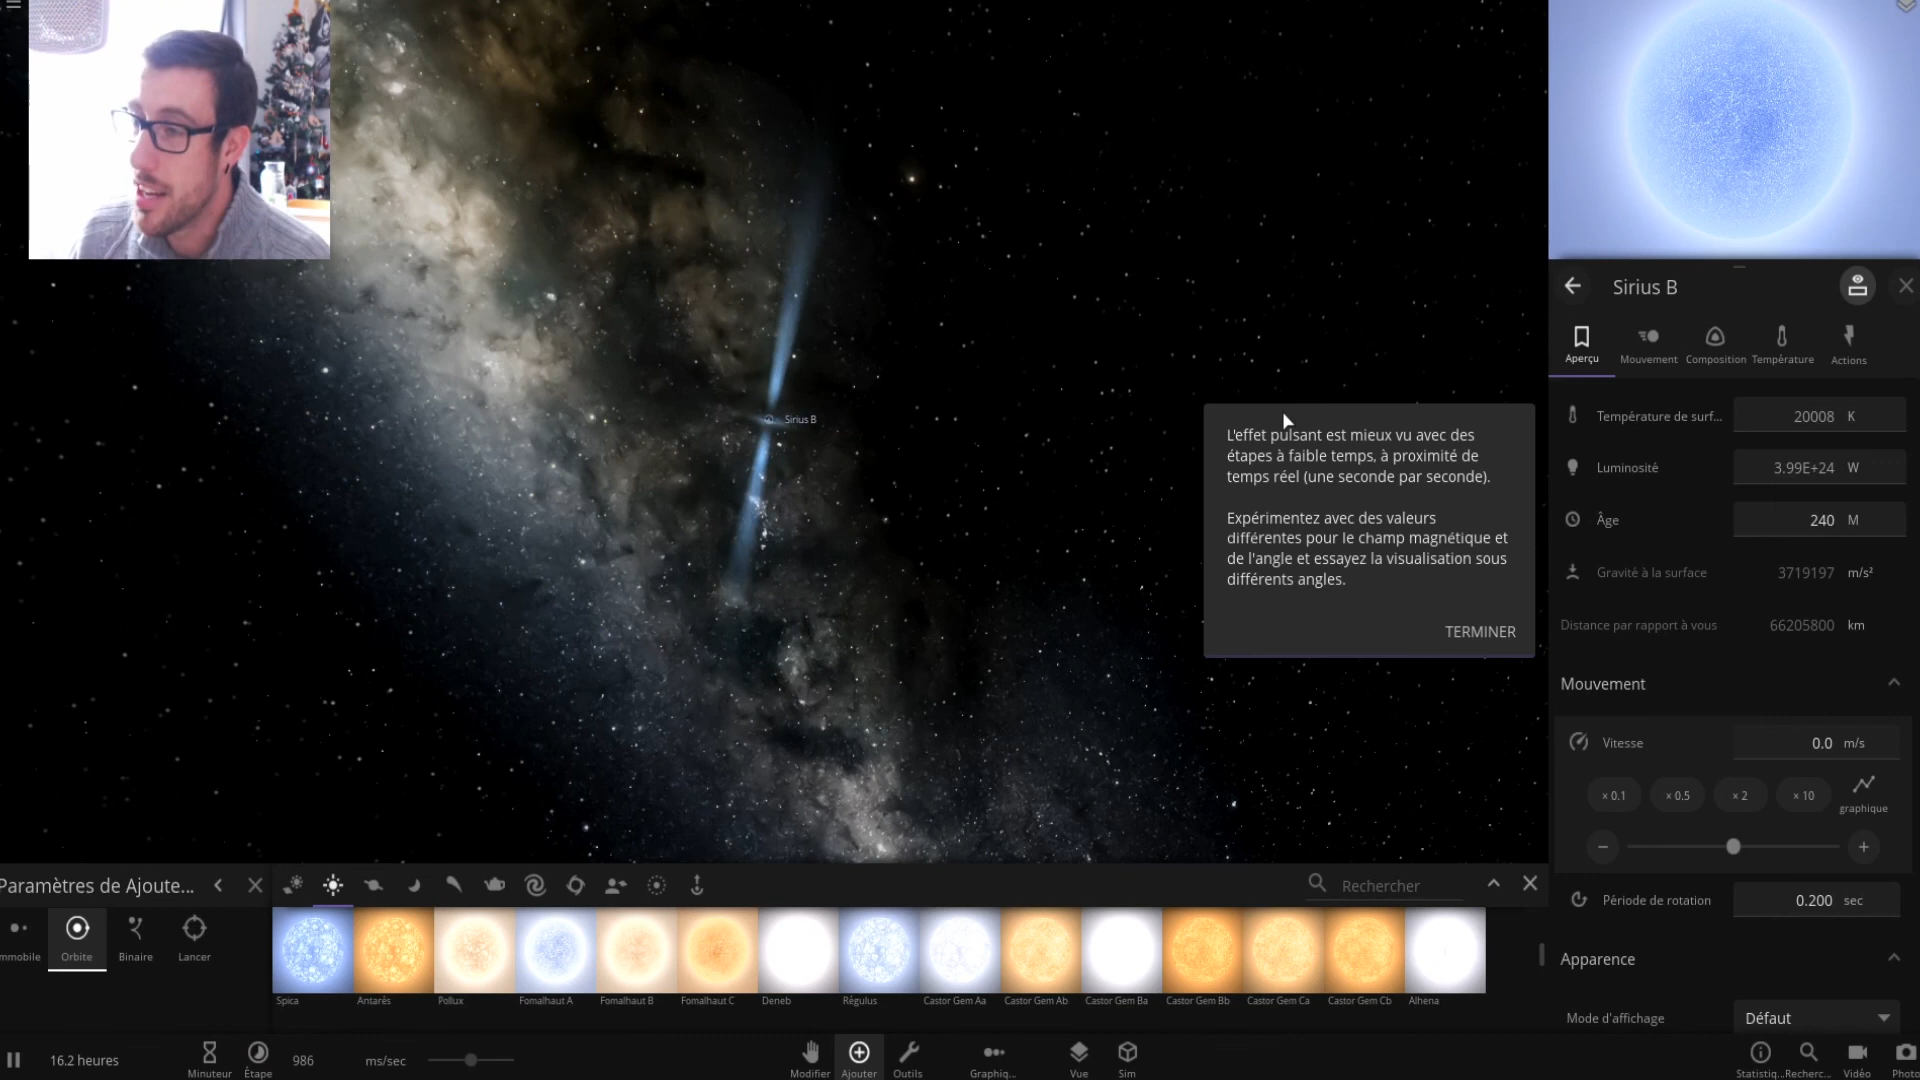 Sirius B
L'effet pulsant est mieux vu avec des
étapes à faible temps, à proximité de
temps réel (une seconde par seconde).
Expérimentez avec des valeurs
différentes pour le champ magnétique et
de l'angle et essayez la visualisation sous
différents angles.
TERMINER
Sirius B
Aperçu Mouvement Composition Température Actions
Température de surf... 20008 K
Luminosité 3.99E+24 W
Âge 240 M
Gravité à la surface 3719197 m/s²
Distance par rapport à vous 66205800 km
Mouvement
Vitesse 0.0 m/s
× 0.1 × 0.5 × 2 × 10 graphique
Période de rotation 0.200 sec
Apparence
Mode d'affichage Défaut
Paramètres de Ajoute...
mmobile Orbite Binaire Lancer
Rechercher
Spica Antarès Pollux Fomalhaut A Fomalhaut B Fomalhaut C Deneb Régulus Castor Gem Aa Castor Gem Ab Castor Gem Ba Castor Gem Bb Castor Gem Ca Castor Gem Cb Alhena
16.2 heures Minuteur Étape 986 ms/sec
Modifier Ajouter Outils Graphiq... Vue Sim
Statistiq... Recherc... Vidéo Photo